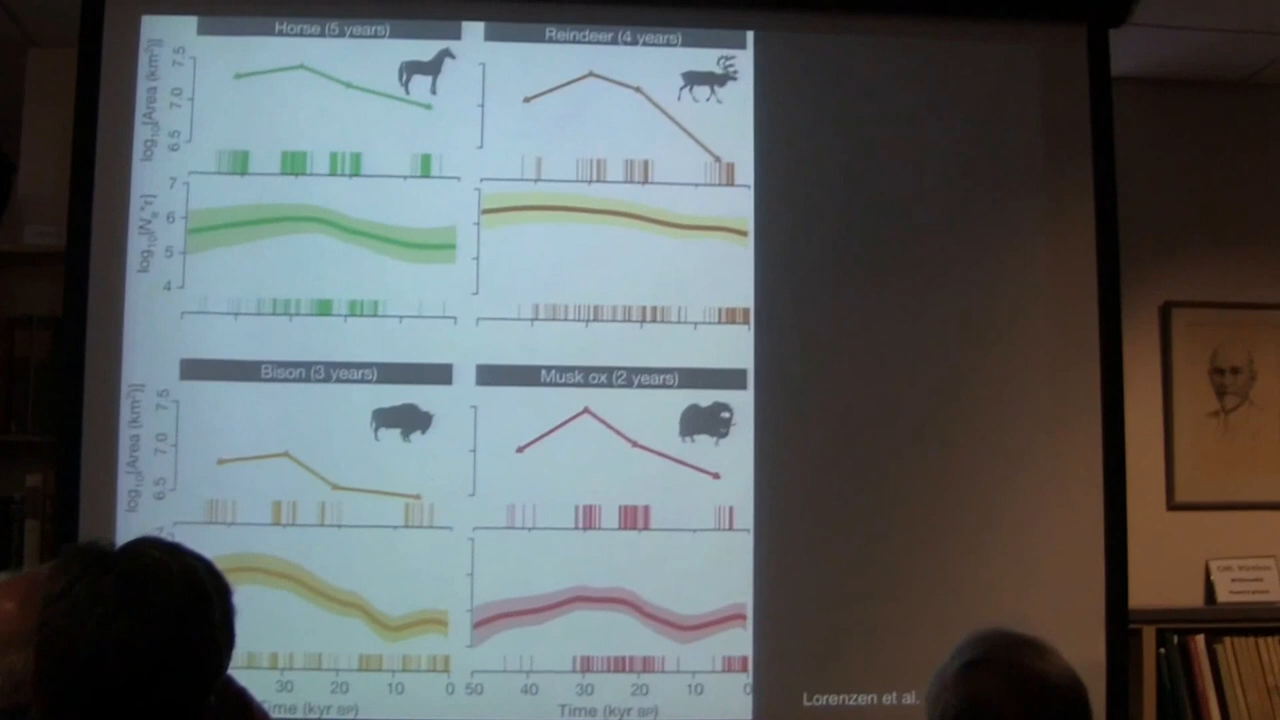 Horse (5 years)
Reindeer (4 years)
log10[Area (km2)]
7.5
7.0
6.5
log10[Ne*τ]
7
6
5
4
Bison (3 years)
Musk ox (2 years)
log10[Area (km2)]
7.5
7.0
6.5
30 20 10 0
50 40 30 20 10 0
Time (kyr BP)
Time (kyr BP)
Lorenzen et al.